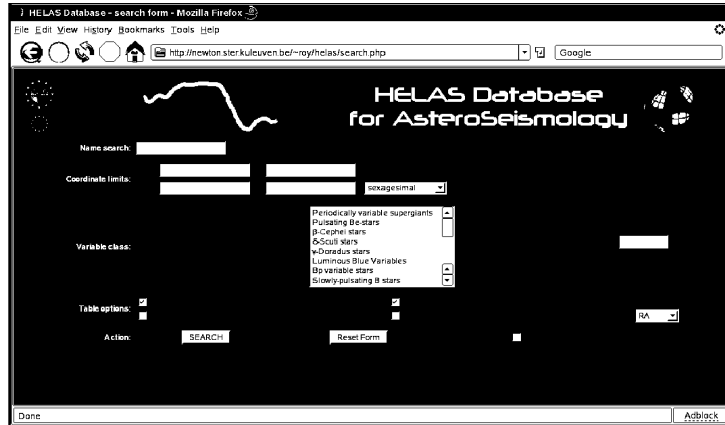 HELAS Database - search form - Mozilla Firefox
File Edit View History Bookmarks Tools Help
http://newton.ster.kuleuven.be/~roy/helas/search.php
Google
HELAS Database
for AsteroSeismology
Name search:
Coordinate limits:
sexagesimal
Variable class:
Periodically variable supergiants
Pulsating Be-stars
β-Cephei stars
δ-Scuti stars
γ-Doradus stars
Luminous Blue Variables
Bp variable stars
Slowly-pulsating B stars
Table options:
RA
Action:
SEARCH
Reset Form
Done
Adblock